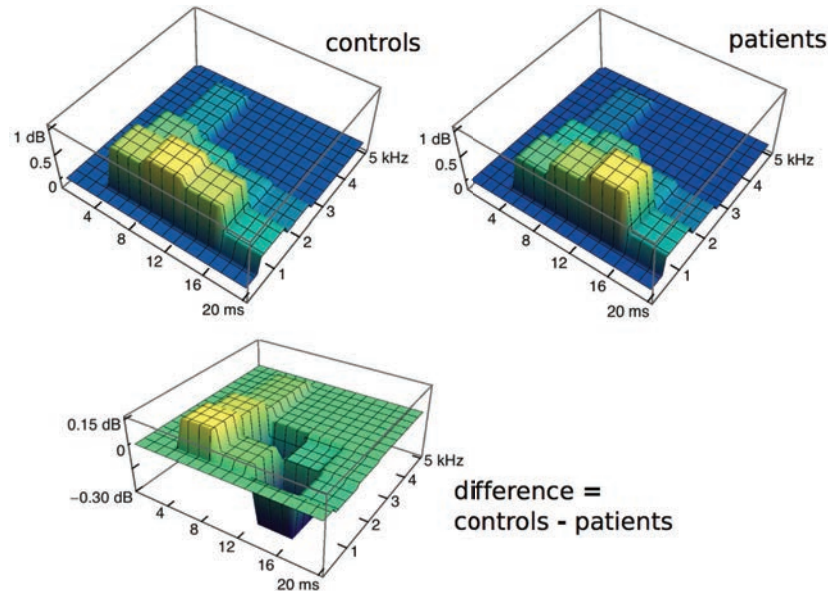 controls
1 dB
0.5
0
4
8
12
16
20 ms
1
2
3
4
5 kHz
patients
1 dB
0.5
0
4
8
12
16
20 ms
1
2
3
4
5 kHz
0.15 dB
0
−0.30 dB
4
8
12
16
20 ms
1
2
3
4
5 kHz
difference =
controls - patients